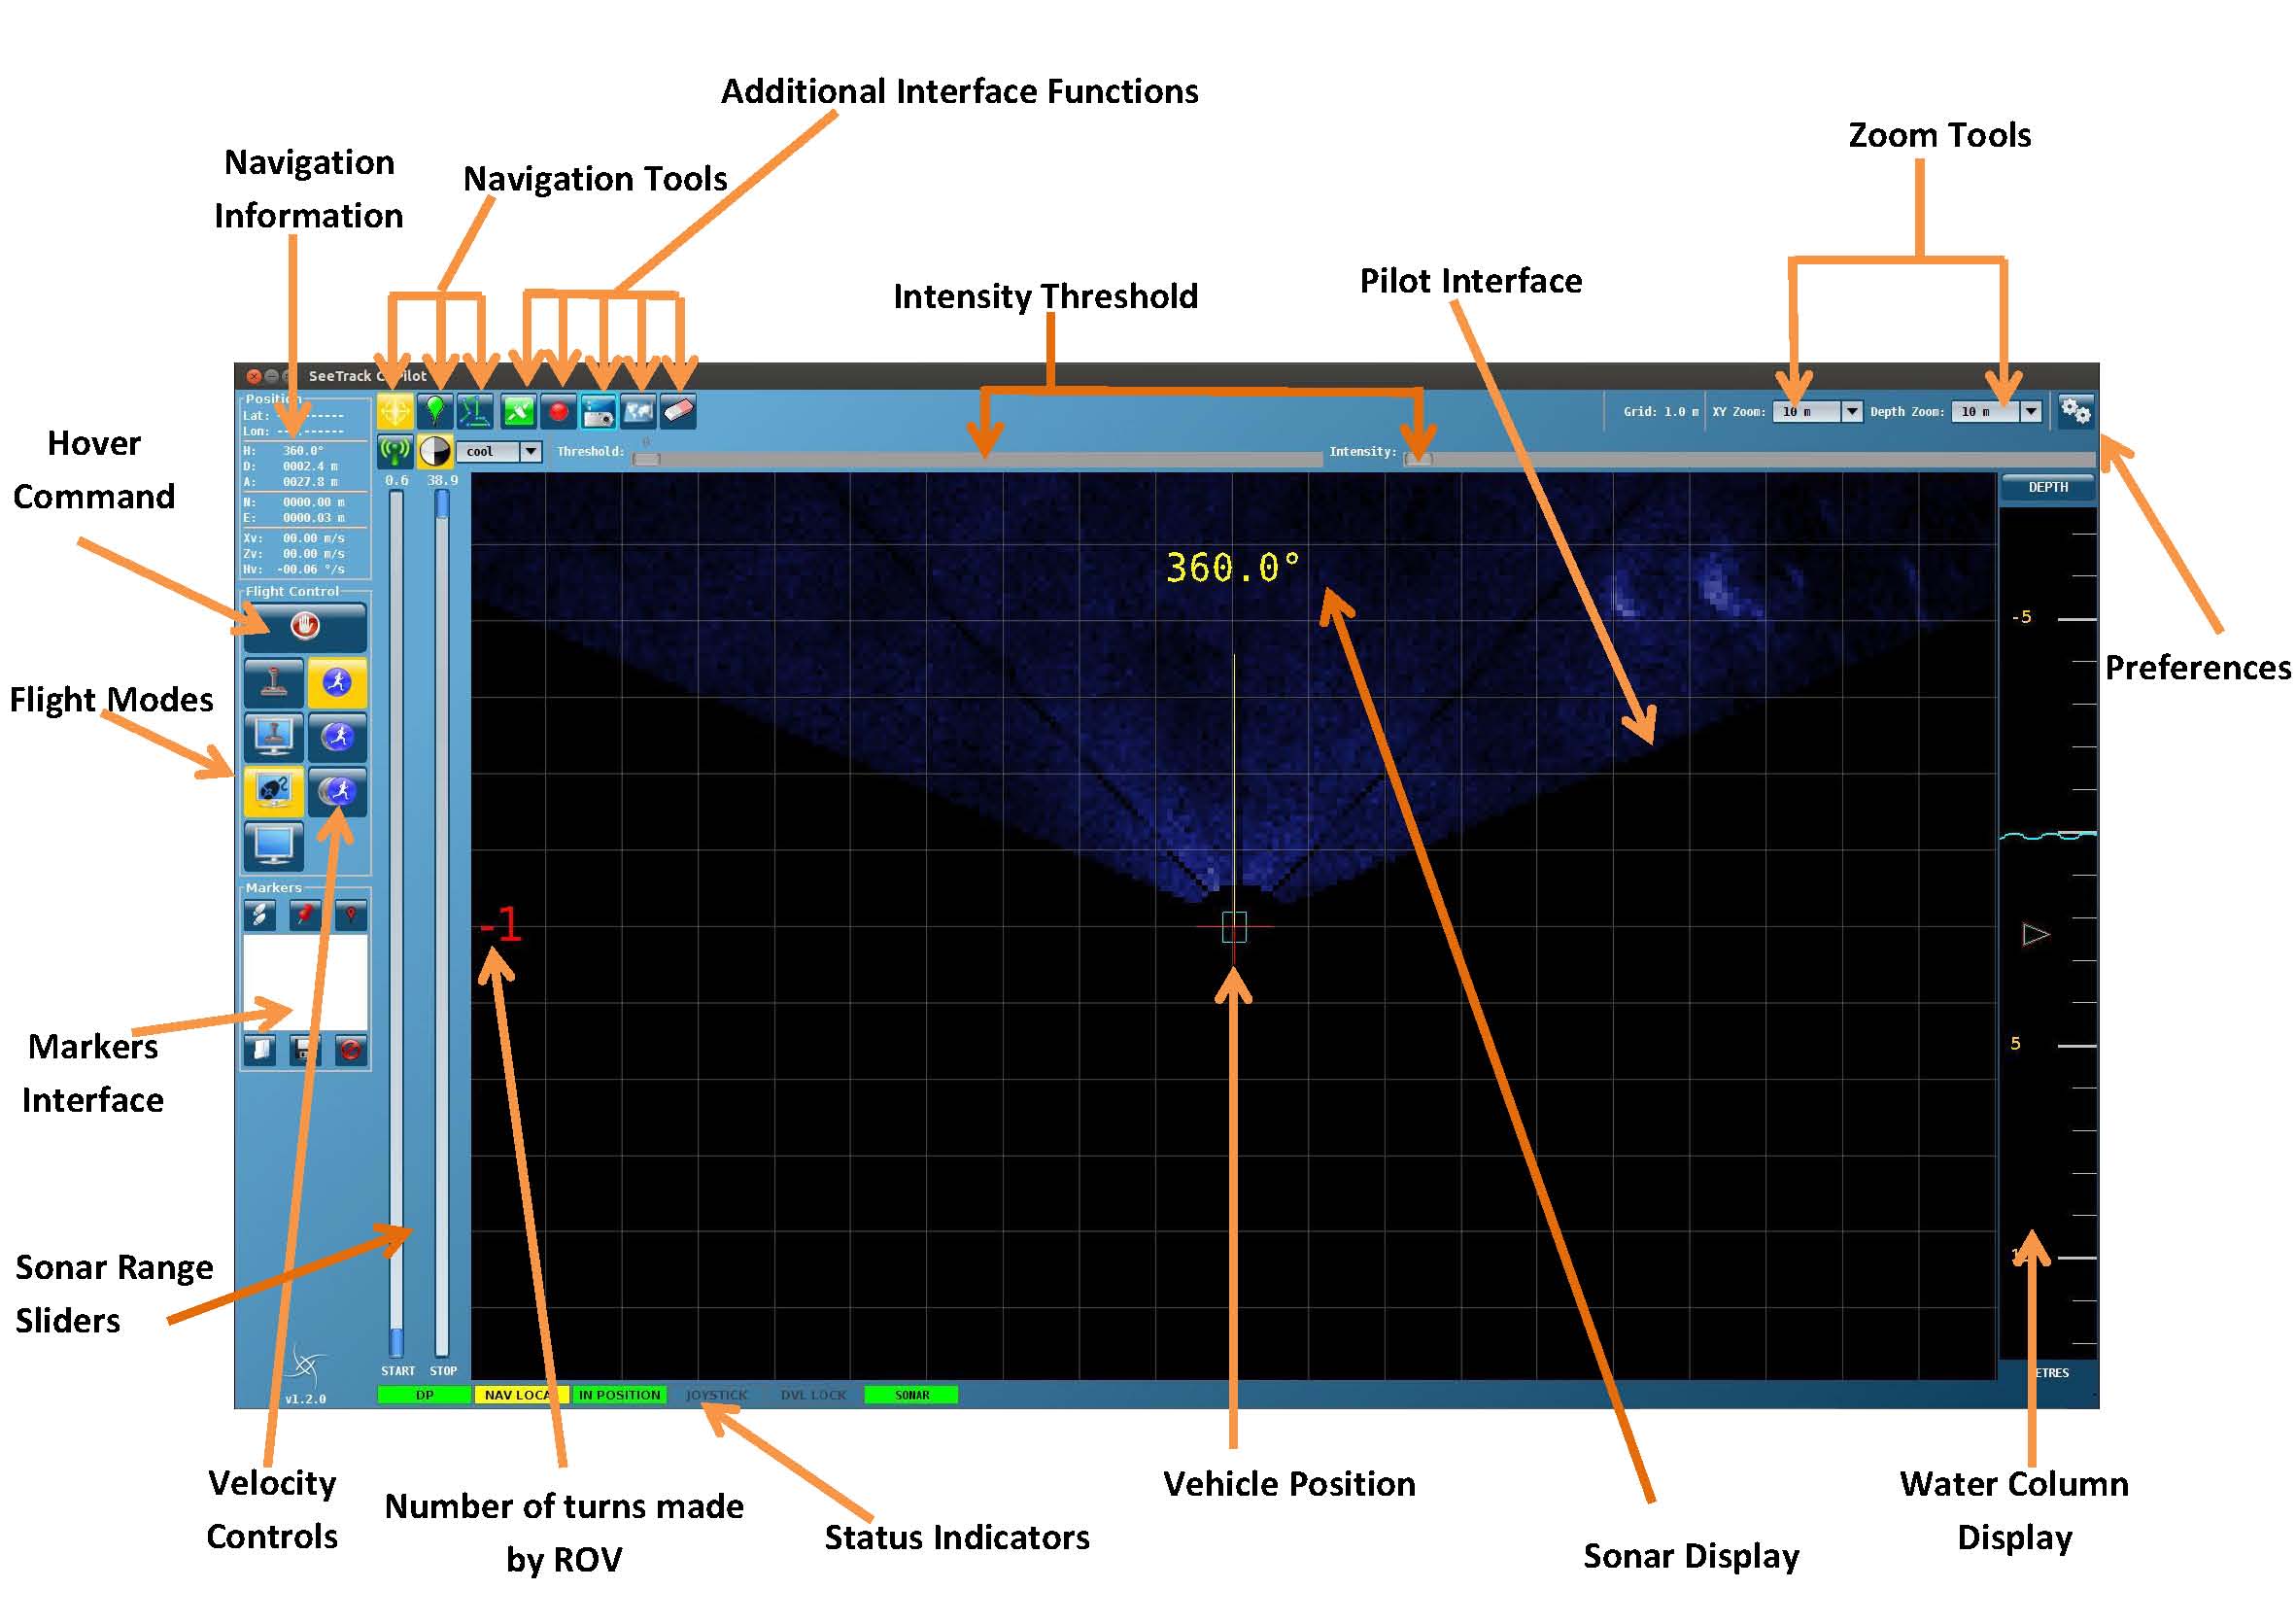 Additional Interface Functions
Zoom Tools
Navigation
Information
Navigation Tools
Intensity Threshold
Pilot Interface
Hover
Command
Flight Modes
Preferences
Markers
Interface
Sonar Range
Sliders
Velocity
Controls
Number of turns made
by ROV
Status Indicators
Vehicle Position
Sonar Display
Water Column
Display
SeeTrack
Position
Lat:
Lon:
H: 360.0°
D: 0002.4 m
A: 0027.8 m
N: 0000.00 m
E: 0000.03 m
Xv: 00.00 m/s
Zv: 00.00 m/s
Hv: -00.06 °/s
Flight Control
Markers
v1.2.0
cool
Threshold:
Intensity:
Grid: 1.0 m
XY Zoom: 10 m
Depth Zoom: 10 m
0.6 38.9
START STOP
360.0°
-1
DEPTH
-5
5
DP
NAV LOCA
IN POSITION
JOYSTICK
DVL LOCK
SONAR